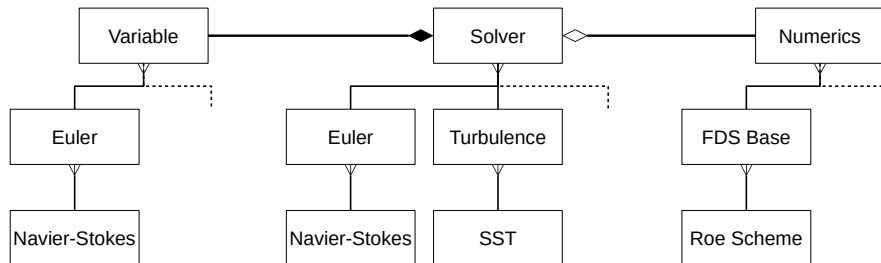 Variable
Solver
Numerics
Euler
Euler
Turbulence
FDS Base
Navier-Stokes
Navier-Stokes
SST
Roe Scheme